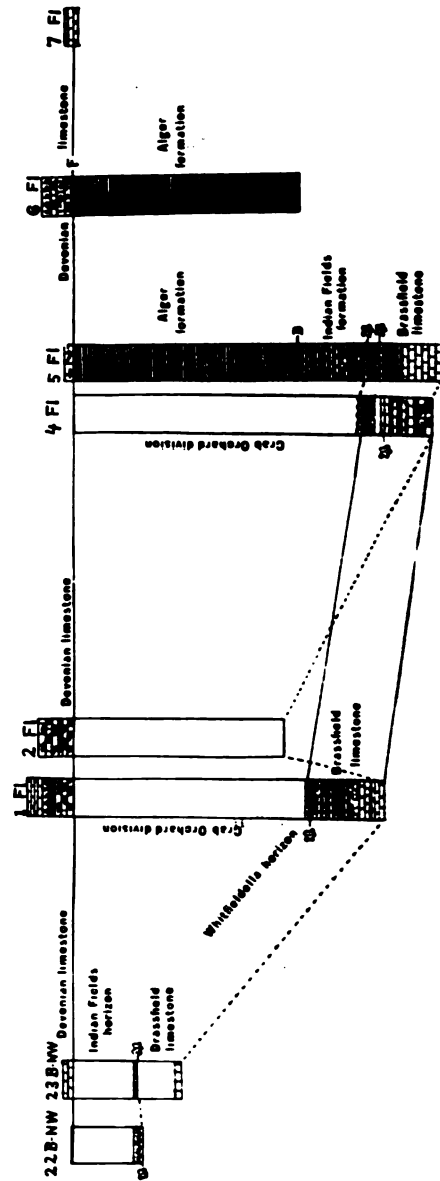 22 B-NW
23 B-NW
Devonian limestone
Indian Fields
horizon
Brassfield
limestone
1 Fl
Crab Orchard division
Whitfieldella horizon
Brassfield
limestone
2 Fl
Devonian limestone
4 Fl
Crab Orchard division
5 Fl
Alger
formation
B
Indian Fields
formation
Brassfield
limestone
Devonian
6 Fl
F
limestone
Alger
formation
7 Fl